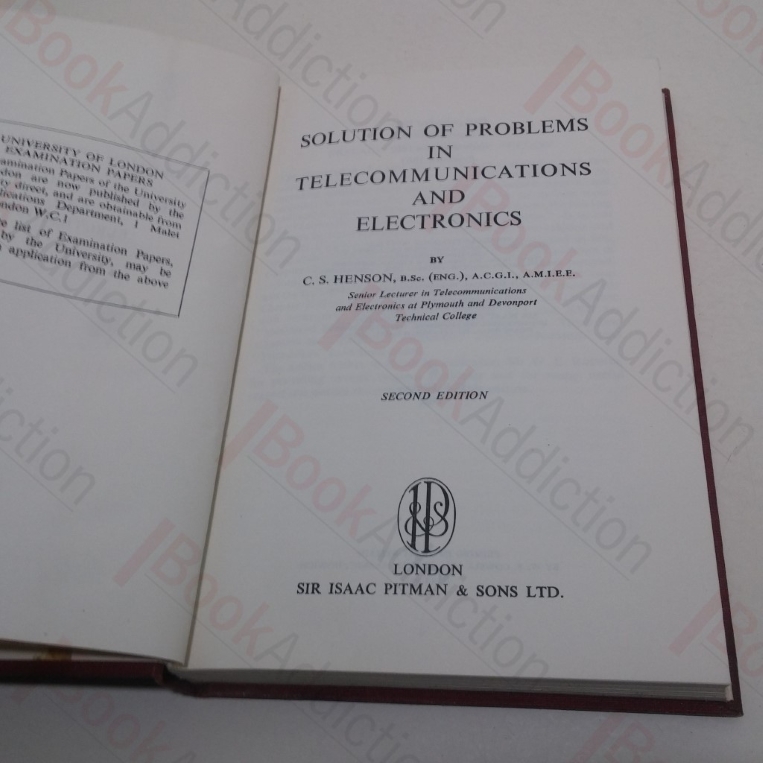 UNIVERSITY OF LONDON
EXAMINATION PAPERS
amination Papers of the University
don are now published by the
ty direct, and are obtainable from
lications Department, 1 Malet
ondon W.C.1
e list of Examination Papers,
by the University, may be
application from the above
SOLUTION OF PROBLEMS
IN
TELECOMMUNICATIONS
AND
ELECTRONICS
BY
C. S. HENSON, B.Sc. (ENG.), A.C.G.I., A.M.I.E.E.
Senior Lecturer in Telecommunications
and Electronics at Plymouth and Devonport
Technical College
SECOND EDITION
LONDON
SIR ISAAC PITMAN & SONS LTD.
BookAddiction